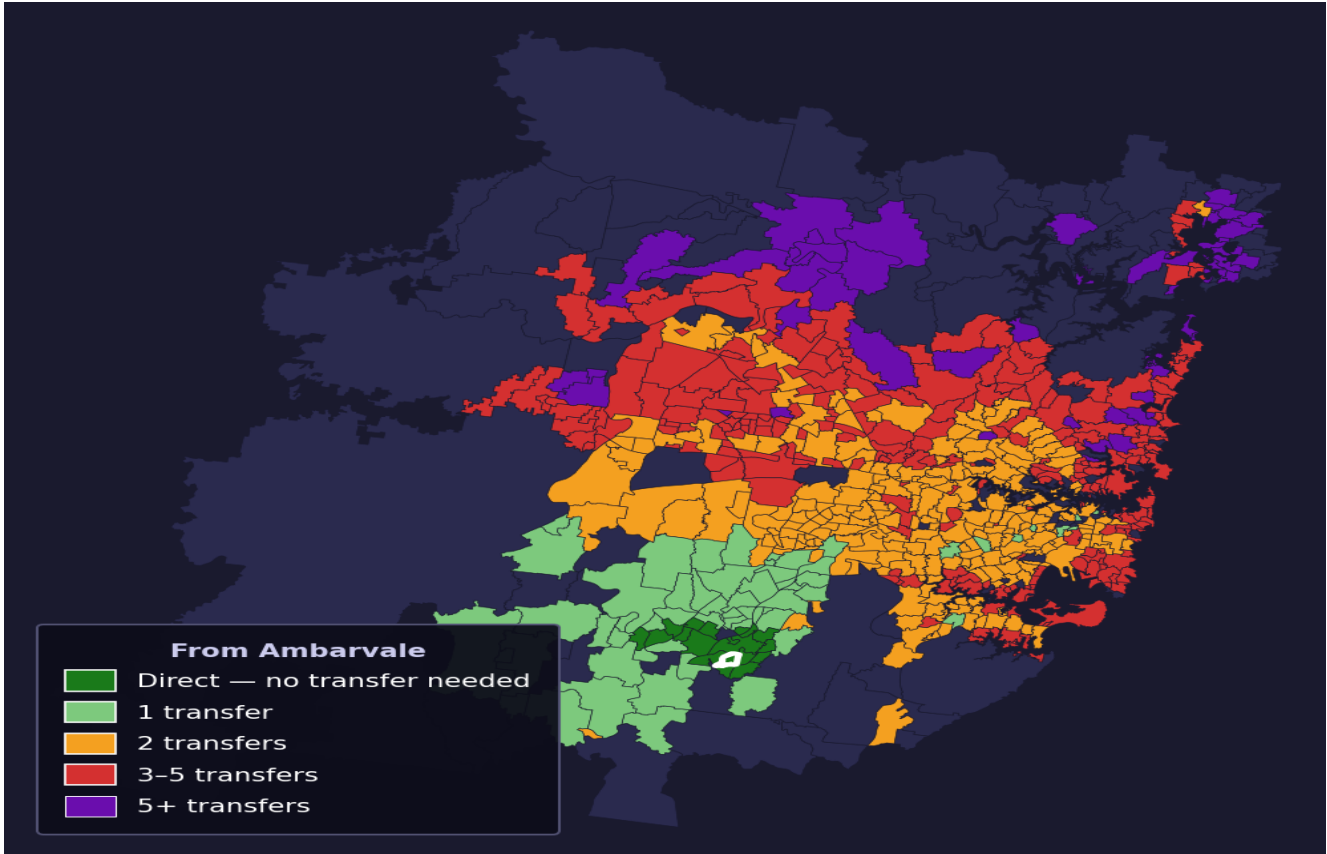 From Ambarvale
Direct — no transfer needed
1 transfer
2 transfers
3–5 transfers
5+ transfers